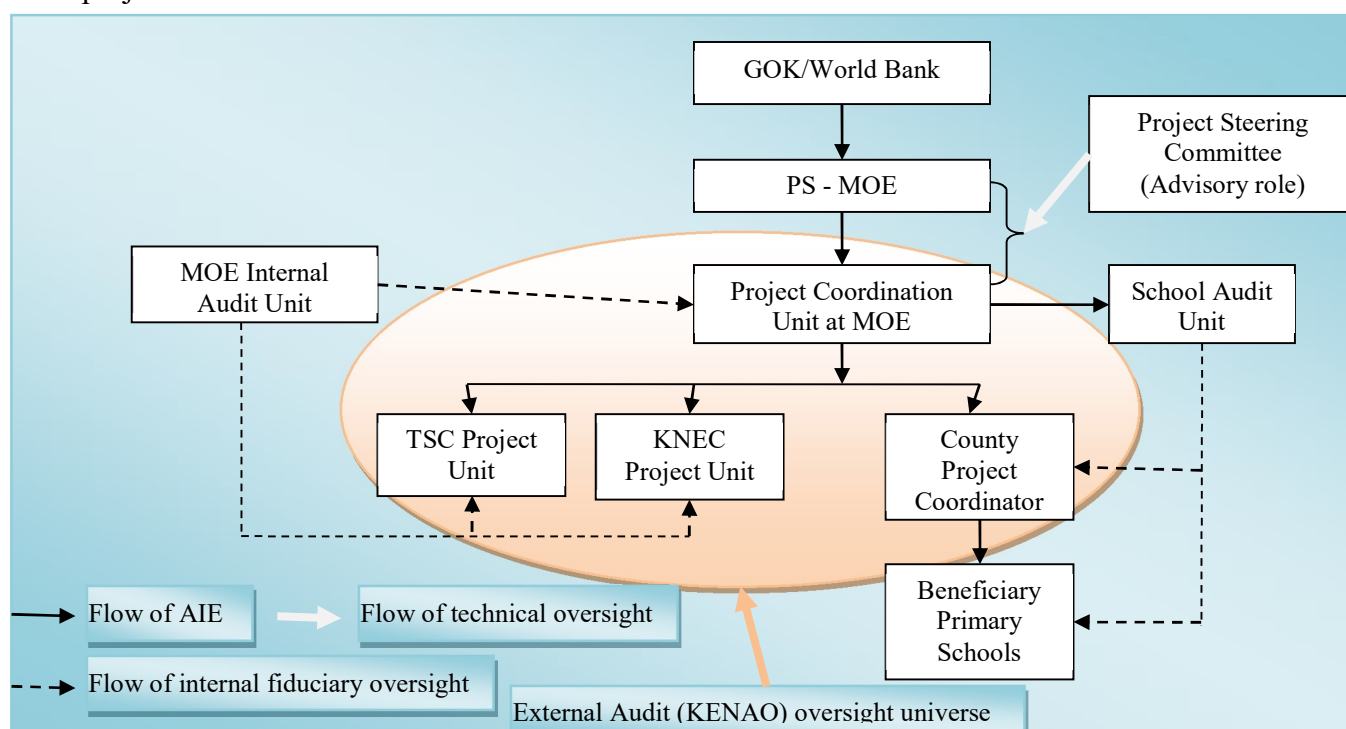 GOK/World Bank
Project Steering
Committee
(Advisory role)
PS - MOE
MOE Internal
Audit Unit
Project Coordination
Unit at MOE
School Audit
Unit
TSC Project
Unit
KNEC
Project Unit
County
Project
Coordinator
Beneficiary
Primary
Schools
Flow of AIE
Flow of technical oversight
Flow of internal fiduciary oversight
External Audit (KENAO) oversight universe